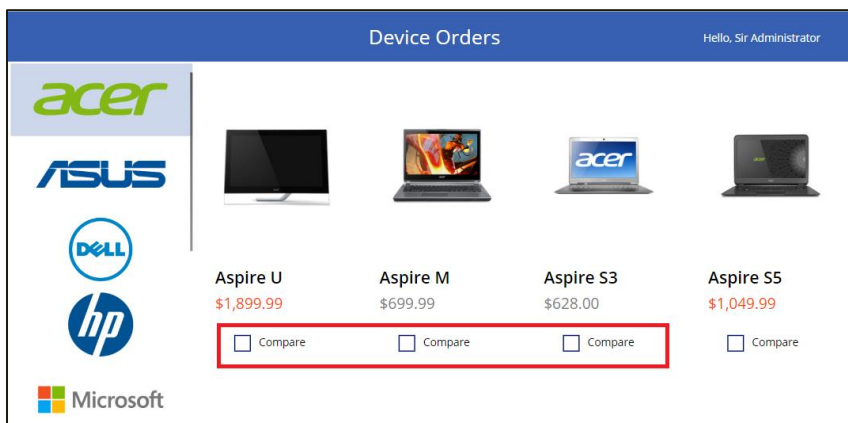 Device Orders
Hello, Sir Administrator
acer
ASUS
DELL
hp
Microsoft
acer
Aspire U
Aspire M
Aspire S3
Aspire S5
$1,899.99
$699.99
$628.00
$1,049.99
Compare
Compare
Compare
Compare